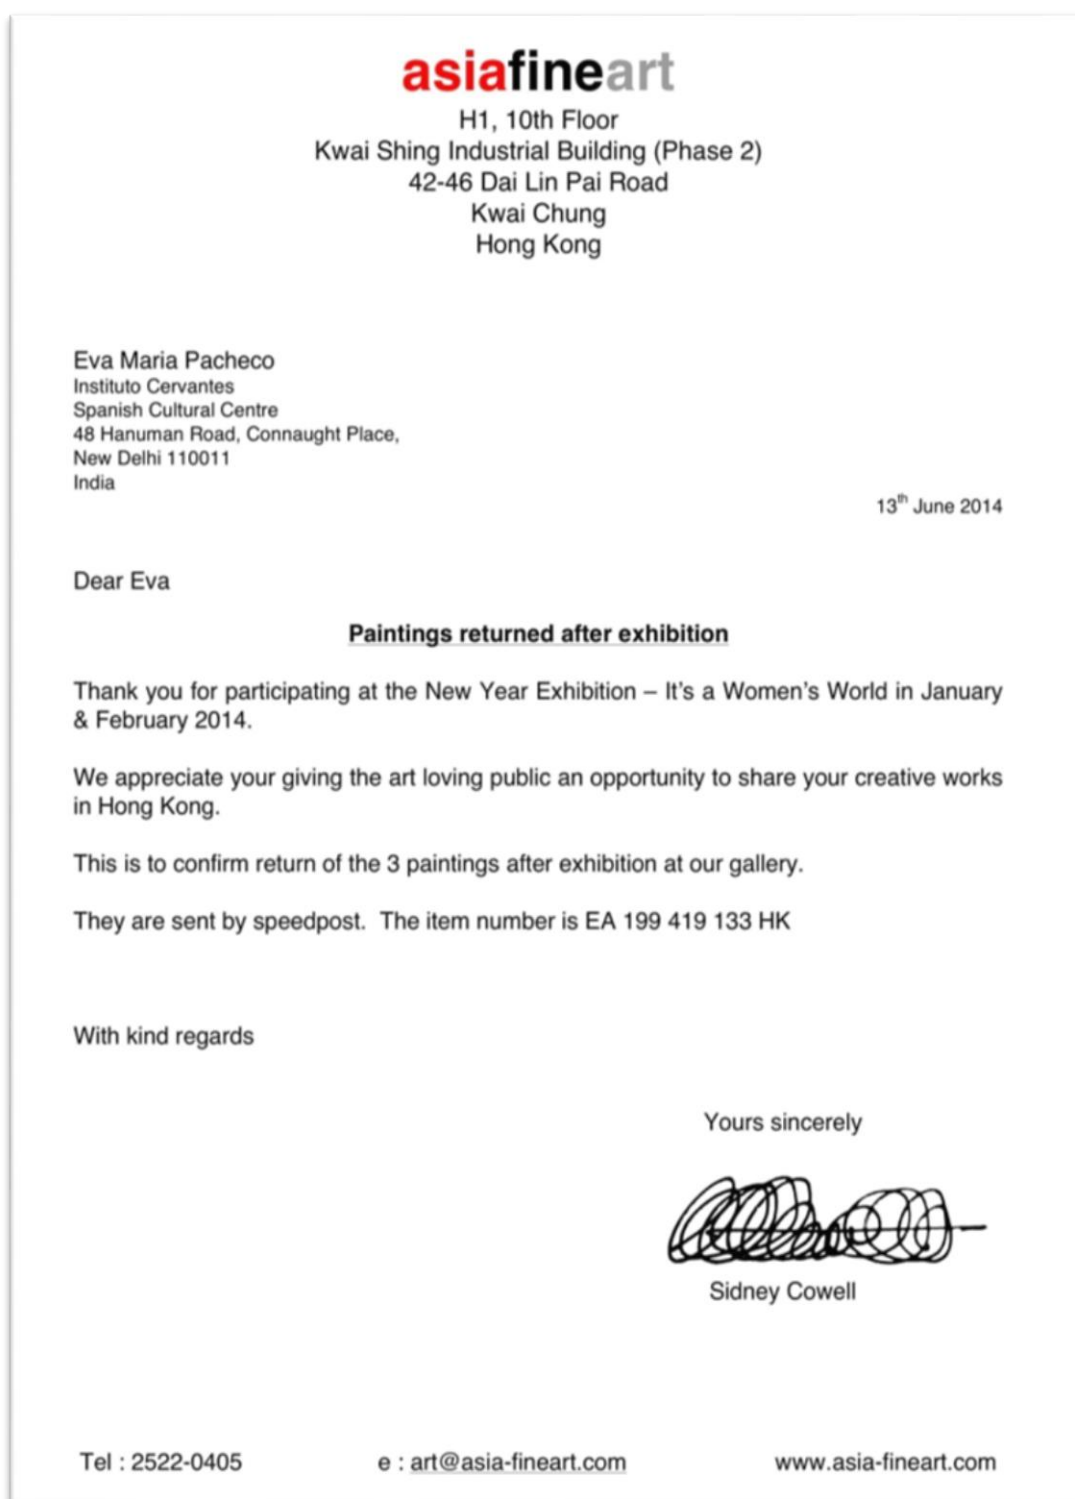 asiafineart
H1, 10th Floor
Kwai Shing Industrial Building (Phase 2)
42-46 Dai Lin Pai Road
Kwai Chung
Hong Kong
Eva Maria Pacheco
Instituto Cervantes
Spanish Cultural Centre
48 Hanuman Road, Connaught Place,
New Delhi 110011
India
13th June 2014
Dear Eva
Paintings returned after exhibition
Thank you for participating at the New Year Exhibition – It's a Women's World in January
& February 2014.
We appreciate your giving the art loving public an opportunity to share your creative works
in Hong Kong.
This is to confirm return of the 3 paintings after exhibition at our gallery.
They are sent by speedpost. The item number is EA 199 419 133 HK
With kind regards
Yours sincerely
Sidney Cowell
Tel : 2522-0405 e : art@asia-fineart.com www.asia-fineart.com